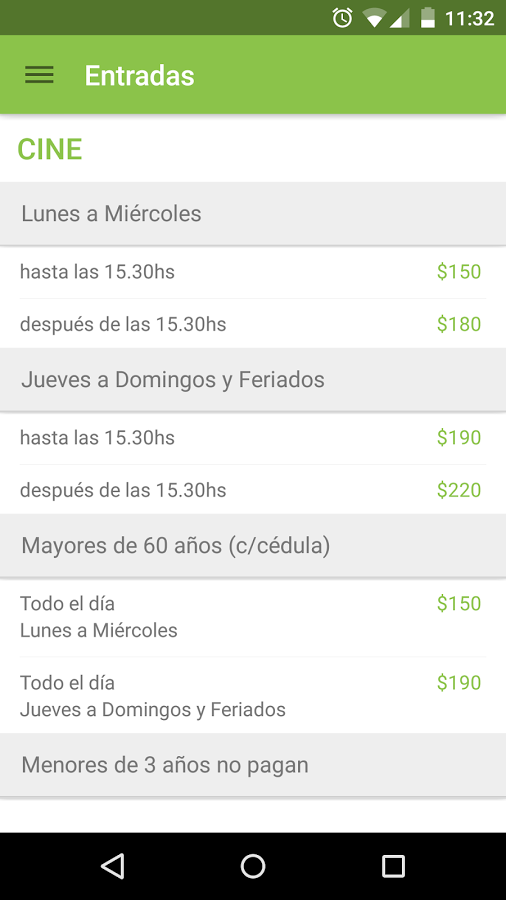 11:32
Entradas
CINE
Lunes a Miércoles
hasta las 15.30hs $150
después de las 15.30hs $180
Jueves a Domingos y Feriados
hasta las 15.30hs $190
después de las 15.30hs $220
Mayores de 60 años (c/cédula)
Todo el día $150
Lunes a Miércoles
Todo el día $190
Jueves a Domingos y Feriados
Menores de 3 años no pagan